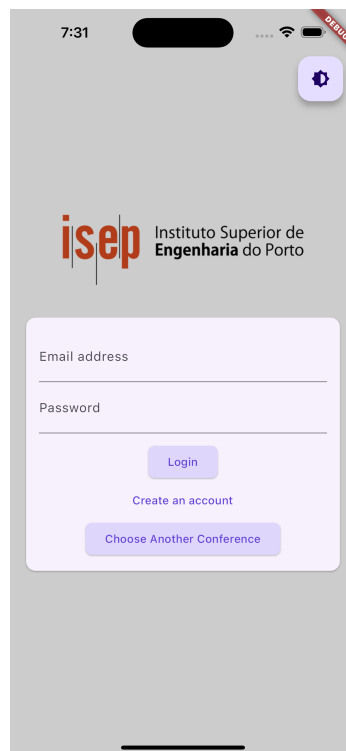 7:31
DEBUG
isep
Instituto Superior de
Engenharia do Porto
Email address
Password
Login
Create an account
Choose Another Conference